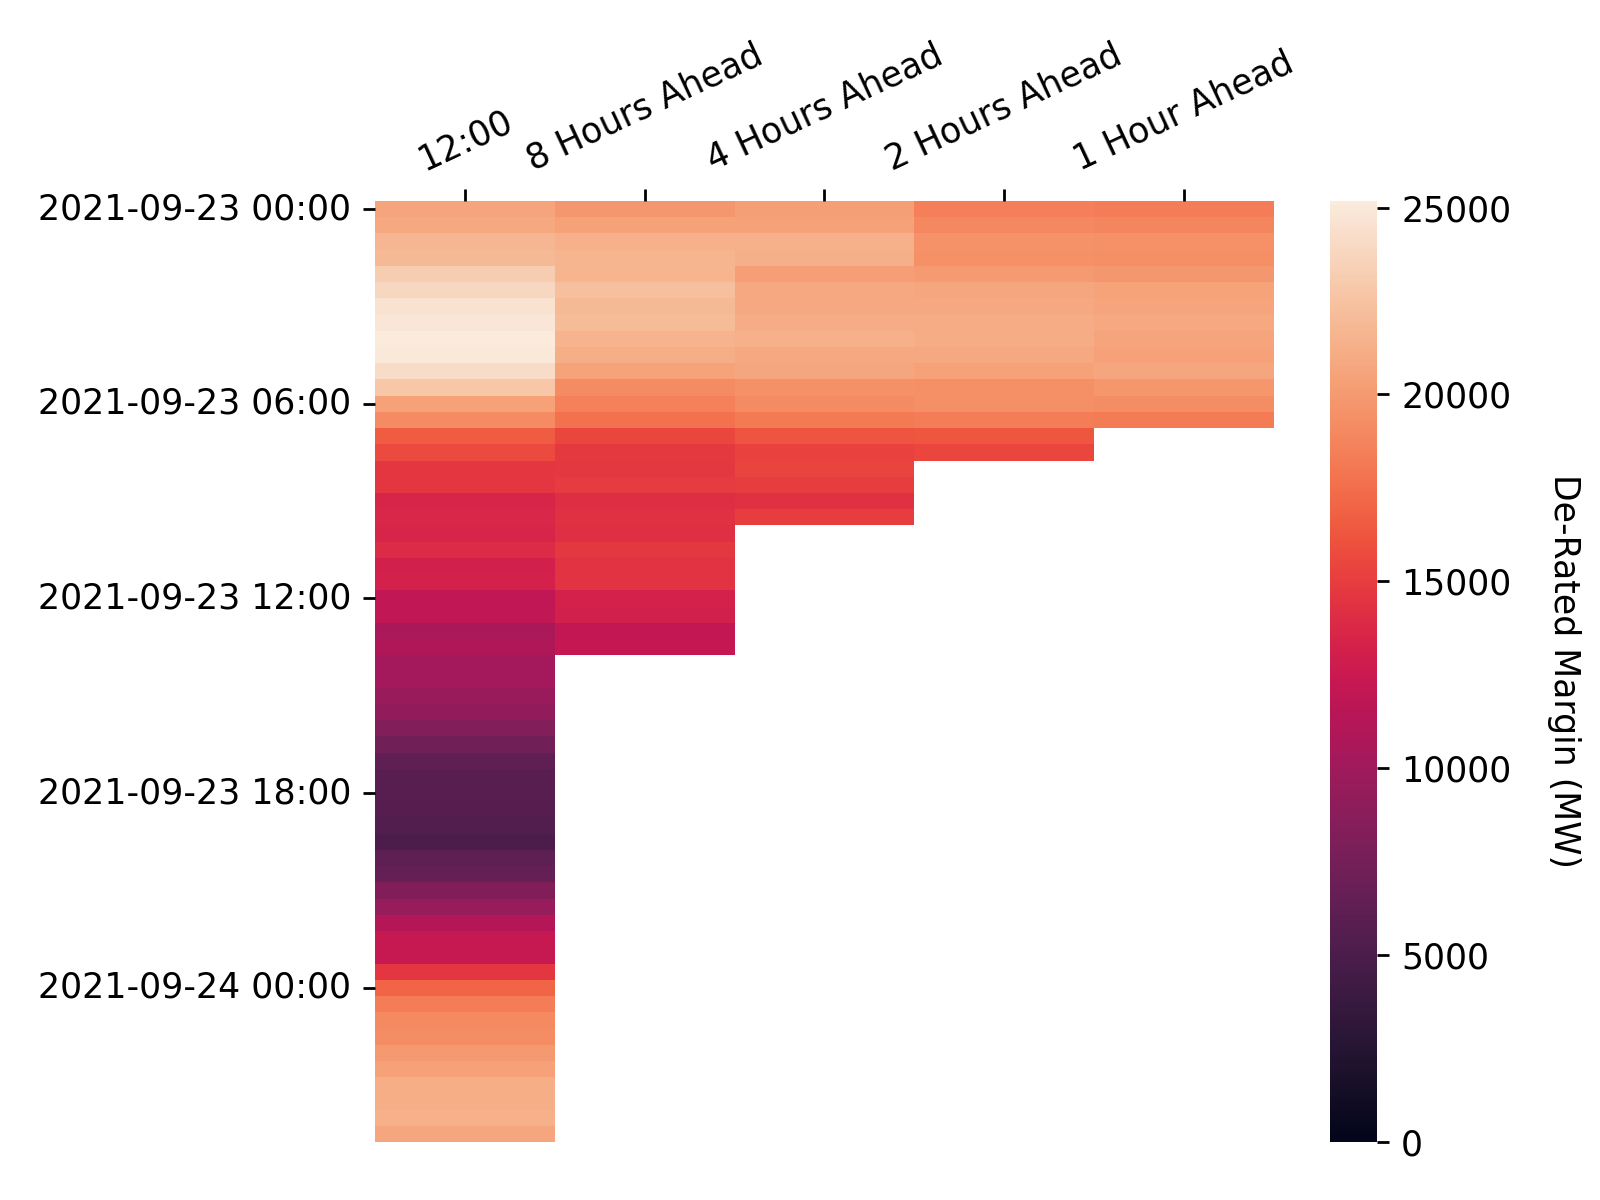 12:00
8 Hours Ahead
4 Hours Ahead
2 Hours Ahead
1 Hour Ahead
2021-09-23 00:00
2021-09-23 06:00
2021-09-23 12:00
2021-09-23 18:00
2021-09-24 00:00
25000
20000
15000
10000
5000
0
De-Rated Margin (MW)